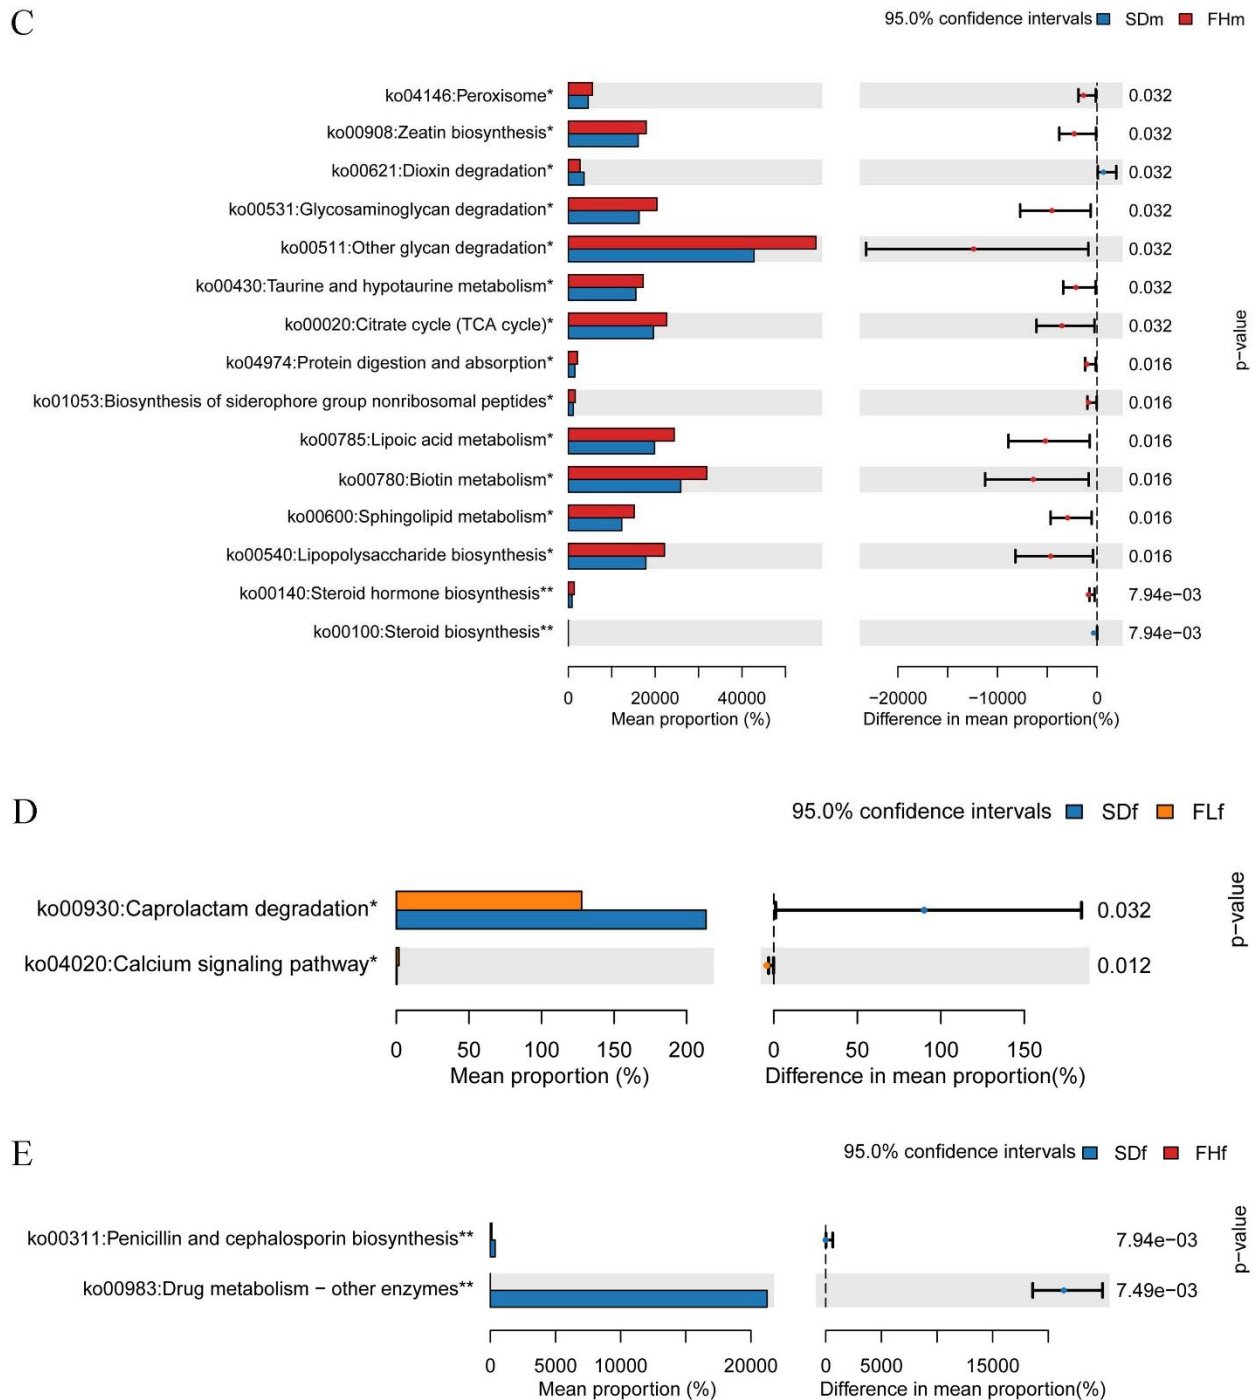 C
95.0% confidence intervals SDm FHm
ko04146:Peroxisome* 0.032
ko00908:Zeatin biosynthesis* 0.032
ko00621:Dioxin degradation* 0.032
ko00531:Glycosaminoglycan degradation* 0.032
ko00511:Other glycan degradation* 0.032
ko00430:Taurine and hypotaurine metabolism* 0.032
ko00020:Citrate cycle (TCA cycle)* 0.032
ko04974:Protein digestion and absorption* 0.016
ko01053:Biosynthesis of siderophore group nonribosomal peptides* 0.016
ko00785:Lipoic acid metabolism* 0.016
ko00780:Biotin metabolism* 0.016
ko00600:Sphingolipid metabolism* 0.016
ko00540:Lipopolysaccharide biosynthesis* 0.016
ko00140:Steroid hormone biosynthesis** 7.94e−03
ko00100:Steroid biosynthesis** 7.94e−03
p−value
0 20000 40000 −20000 −10000 0
Mean proportion (%) Difference in mean proportion(%)
D
95.0% confidence intervals SDf FLf
ko00930:Caprolactam degradation* 0.032
ko04020:Calcium signaling pathway* 0.012
p−value
0 50 100 150 200 0 50 100 150
Mean proportion (%) Difference in mean proportion(%)
E
95.0% confidence intervals SDf FHf
ko00311:Penicillin and cephalosporin biosynthesis** 7.94e−03
ko00983:Drug metabolism − other enzymes** 7.49e−03
p−value
0 5000 10000 20000 0 5000 15000
Mean proportion (%) Difference in mean proportion(%)